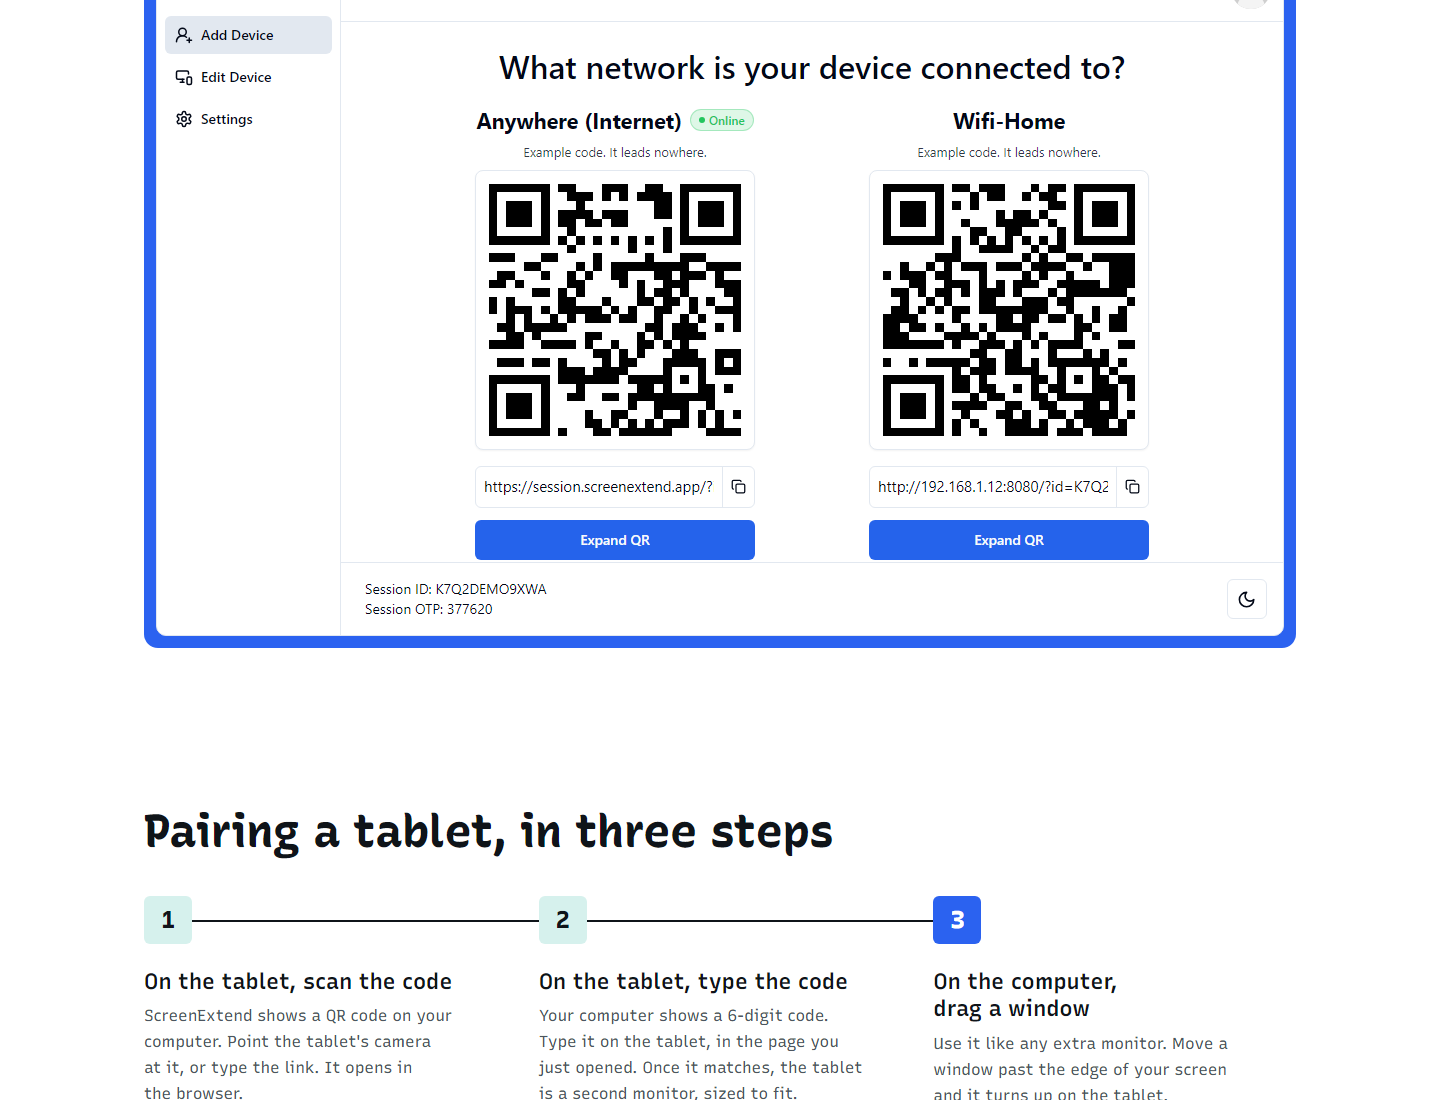 Add Device
Edit Device
Settings
What network is your device connected to?
Anywhere (Internet)
Online
Example code. It leads nowhere.
https://session.screenextend.app/?
Expand QR
Wifi-Home
Example code. It leads nowhere.
http://192.168.1.12:8080/?id=K7Q2
Expand QR
Session ID: K7Q2DEMO9XWA
Session OTP: 377620
Pairing a tablet, in three steps
1
On the tablet, scan the code
ScreenExtend shows a QR code on your
computer. Point the tablet's camera
at it, or type the link. It opens in
the browser.
2
On the tablet, type the code
Your computer shows a 6-digit code.
Type it on the tablet, in the page you
just opened. Once it matches, the tablet
is a second monitor, sized to fit.
3
On the computer,
drag a window
Use it like any extra monitor. Move a
window past the edge of your screen
and it turns up on the tablet.